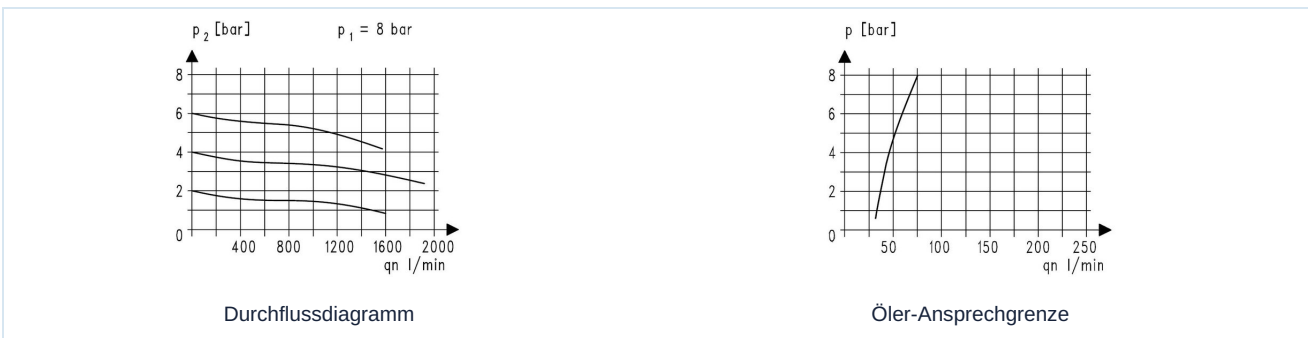 p 2 [bar]
p 1 = 8 bar
8
6
4
2
0
400 800 1200 1600 2000
qn l/min
Durchflussdiagramm
p [bar]
8
6
4
2
0
50 100 150 200 250
qn l/min
Öler-Ansprechgrenze